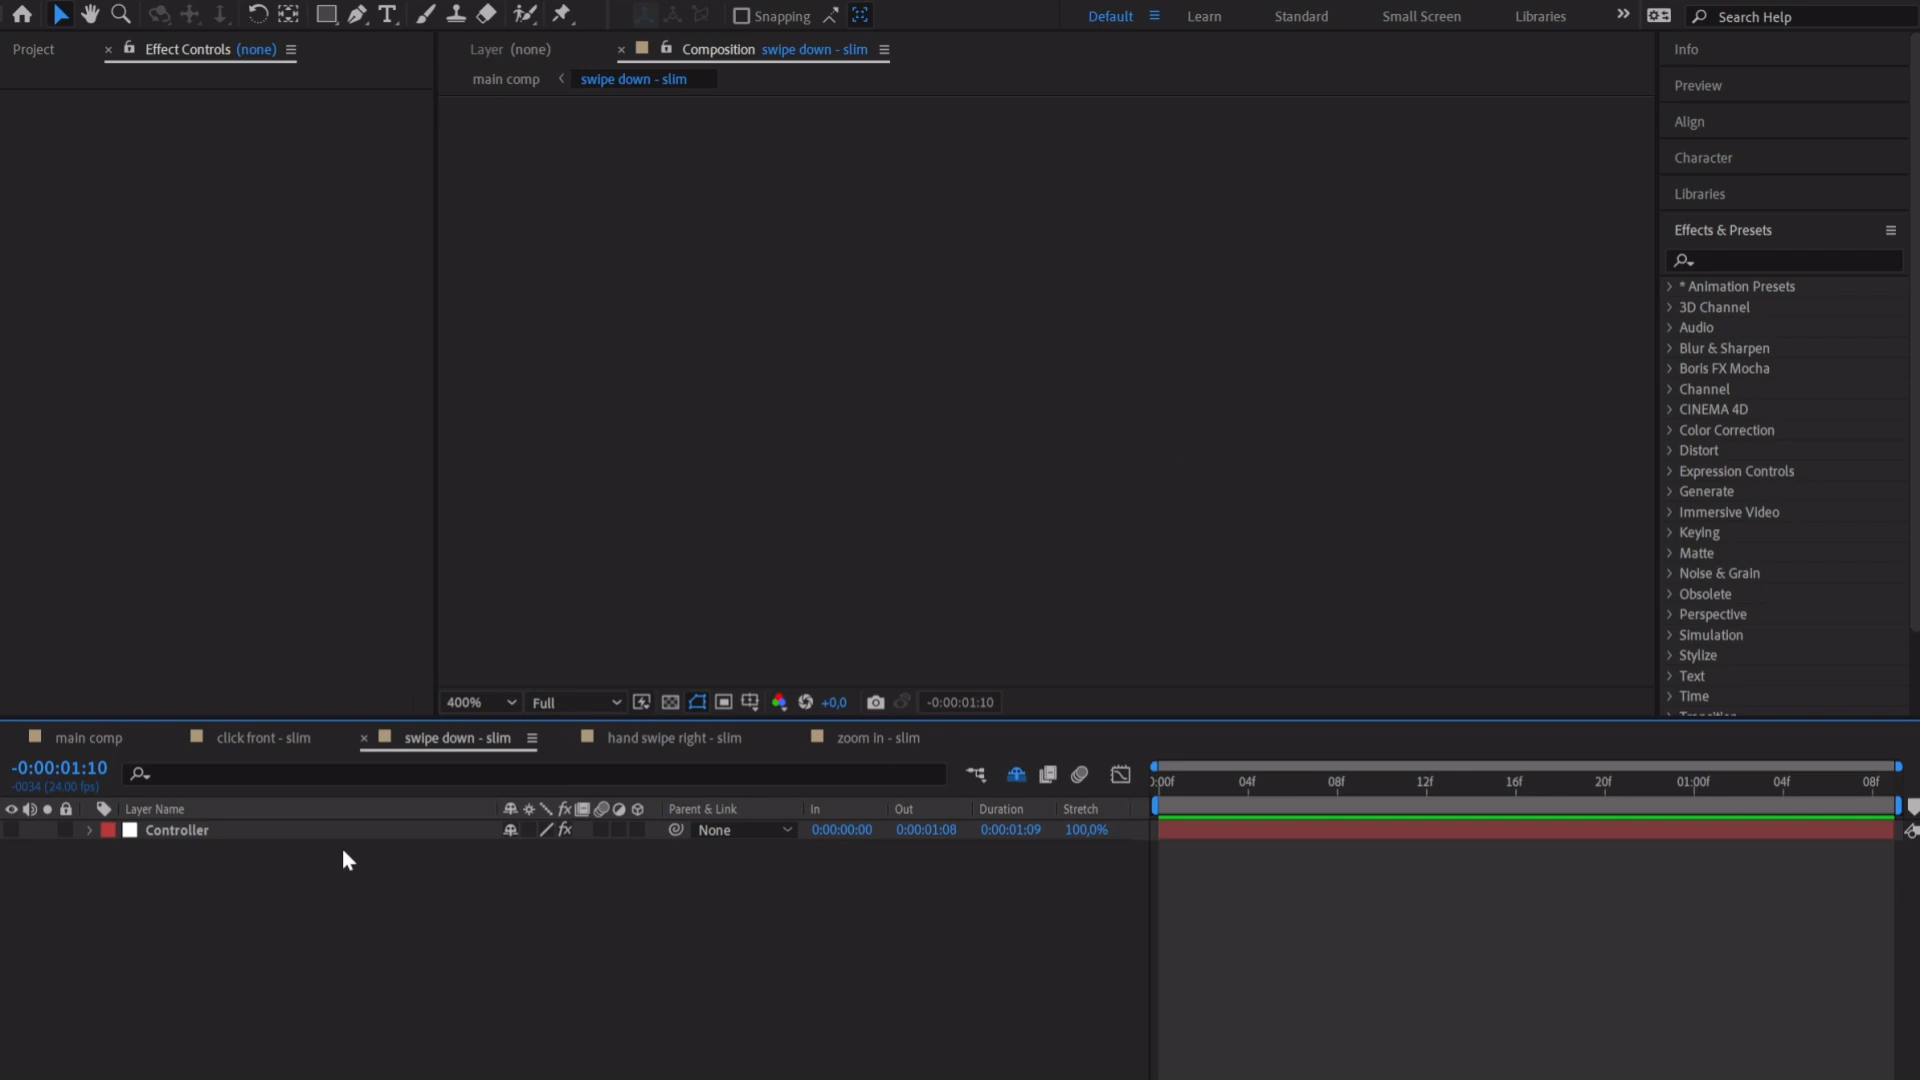 Snapping
Default
Learn
Standard
Small Screen
Libraries
Search Help
Project
Effect Controls (none)
Layer (none)
Composition swipe down - slim
main comp
swipe down - slim
Info
Preview
Align
Character
Libraries
Effects & Presets
* Animation Presets
3D Channel
Audio
Blur & Sharpen
Boris FX Mocha
Channel
CINEMA 4D
Color Correction
Distort
Expression Controls
Generate
Immersive Video
Keying
Matte
Noise & Grain
Obsolete
Perspective
Simulation
Stylize
Text
Time
400%
Full
+0,0
-0:00:01:10
main comp
click front - slim
swipe down - slim
hand swipe right - slim
zoom in - slim
-0:00:01:10
-0034 (24.00 fps)
04f
08f
12f
16f
20f
01:00f
04f
08f
Layer Name
Parent & Link
In
Out
Duration
Stretch
Controller
None
0:00:00:00
0:00:01:08
0:00:01:09
100,0%